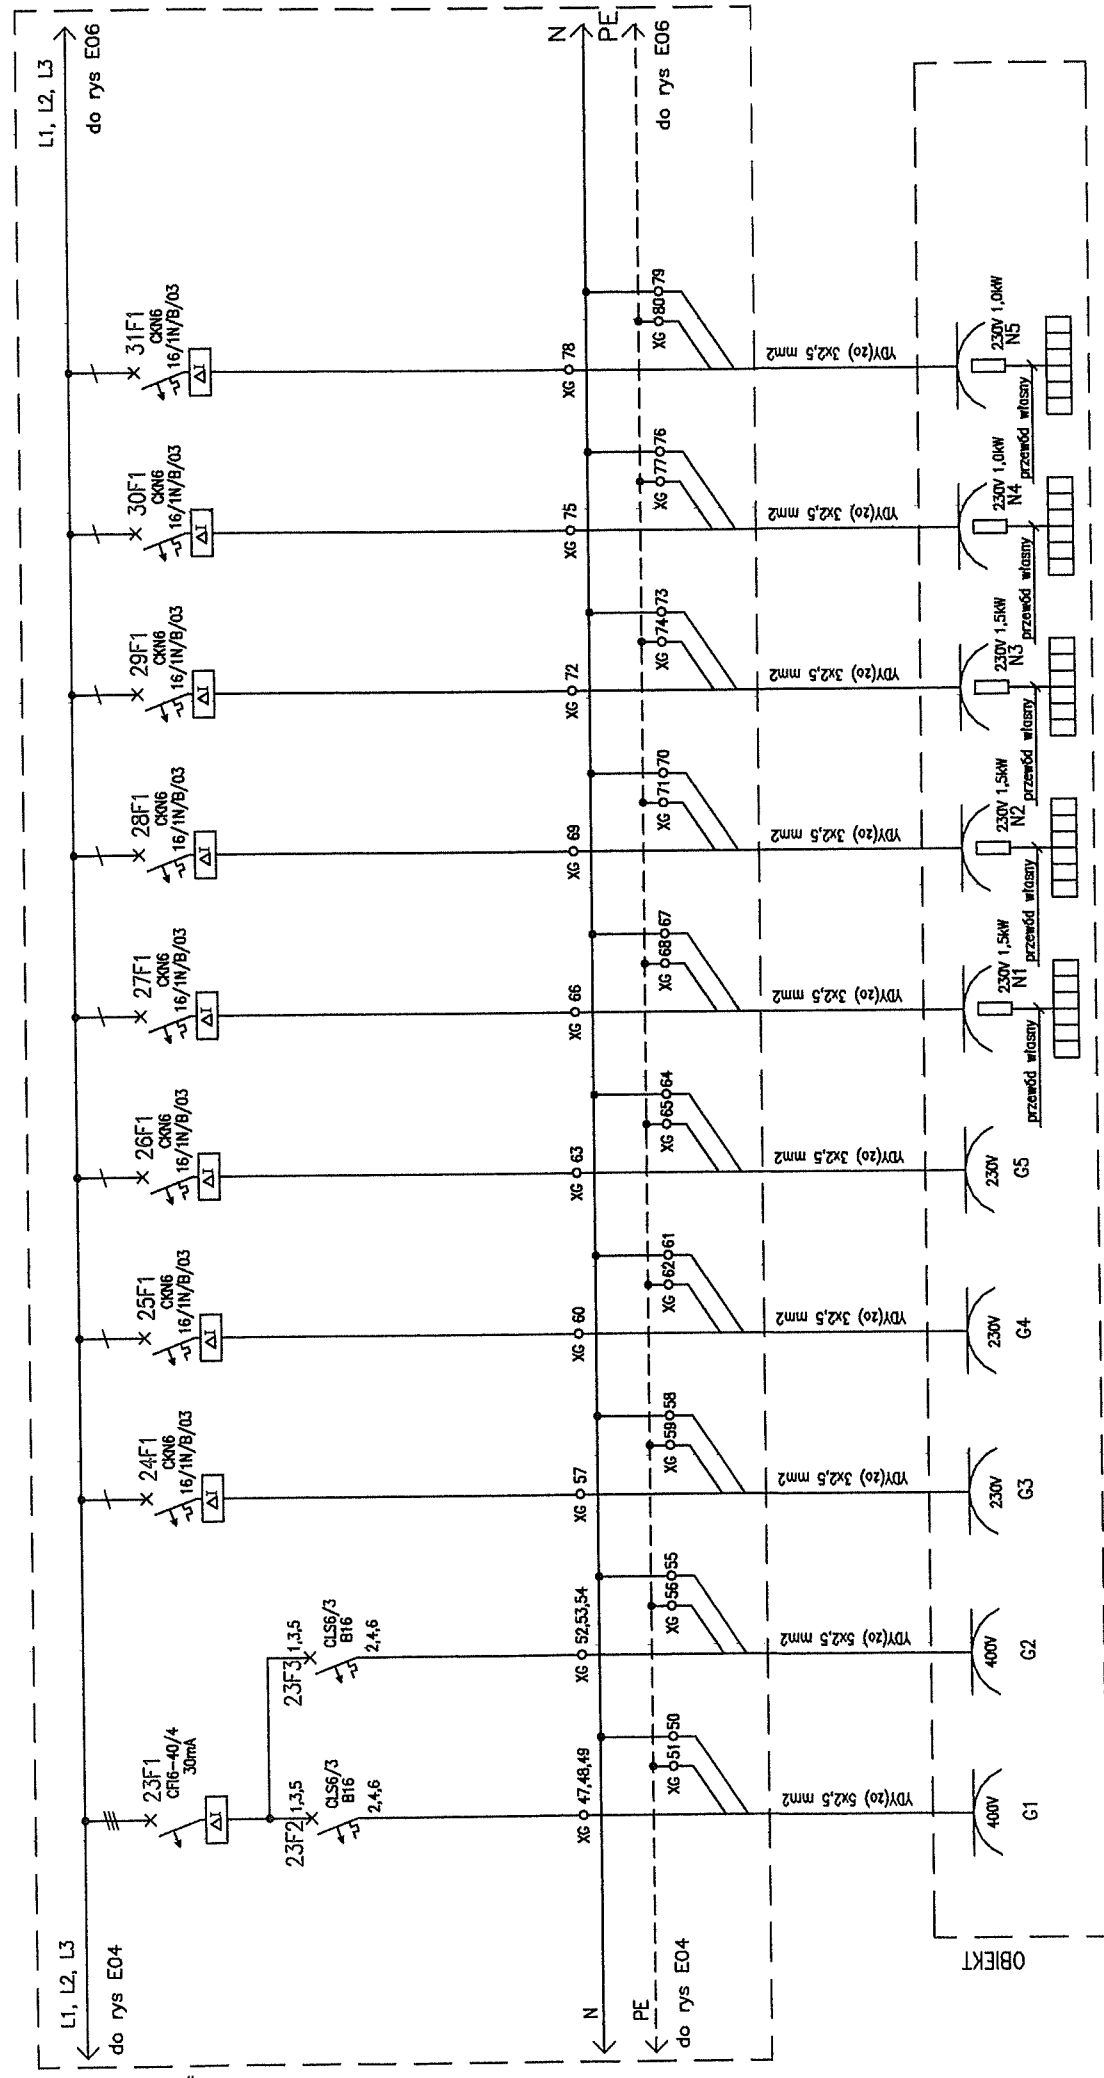 L1, L2, L3
do rys E04
23F1
CFI6-40/4
30mA
ΔI
23F2
1,3,5
CLS6/3
B16
2,4,6
23F3
1,3,5
CLS6/3
B16
2,4,6
24F1
CKN6
16/1N/B/03
ΔI
25F1
CKN6
16/1N/B/03
ΔI
26F1
CKN6
16/1N/B/03
ΔI
27F1
CKN6
16/1N/B/03
ΔI
28F1
CKN6
16/1N/B/03
ΔI
29F1
CKN6
16/1N/B/03
ΔI
30F1
CKN6
16/1N/B/03
ΔI
31F1
CKN6
16/1N/B/03
ΔI
L1, L2, L3
do rys E06
N
PE
do rys E04
XG 47,48,49
XG 51 50
XG 52,53,54
XG 56 55
XG 57
XG 59 58
XG 60
XG 62 61
XG 63
XG 65 64
XG 66
XG 68 67
XG 69
XG 71 70
XG 72
XG 74 73
XG 75
XG 77 76
XG 78
XG 80 79
N
PE
do rys E06
YDY(żo) 5x2,5 mm2
YDY(żo) 5x2,5 mm2
YDY(żo) 3x2,5 mm2
YDY(żo) 3x2,5 mm2
YDY(żo) 3x2,5 mm2
YDY(żo) 3x2,5 mm2
YDY(żo) 3x2,5 mm2
YDY(żo) 3x2,5 mm2
YDY(żo) 3x2,5 mm2
YDY(żo) 3x2,5 mm2
OBIEKT
400V
G1
400V
G2
230V
G3
230V
G4
230V
G5
230V 1,5kW
N1
przewód własny
230V 1,5kW
N2
przewód własny
230V 1,5kW
N3
przewód własny
230V 1,0kW
N4
przewód własny
230V 1,0kW
N5
przewód własny